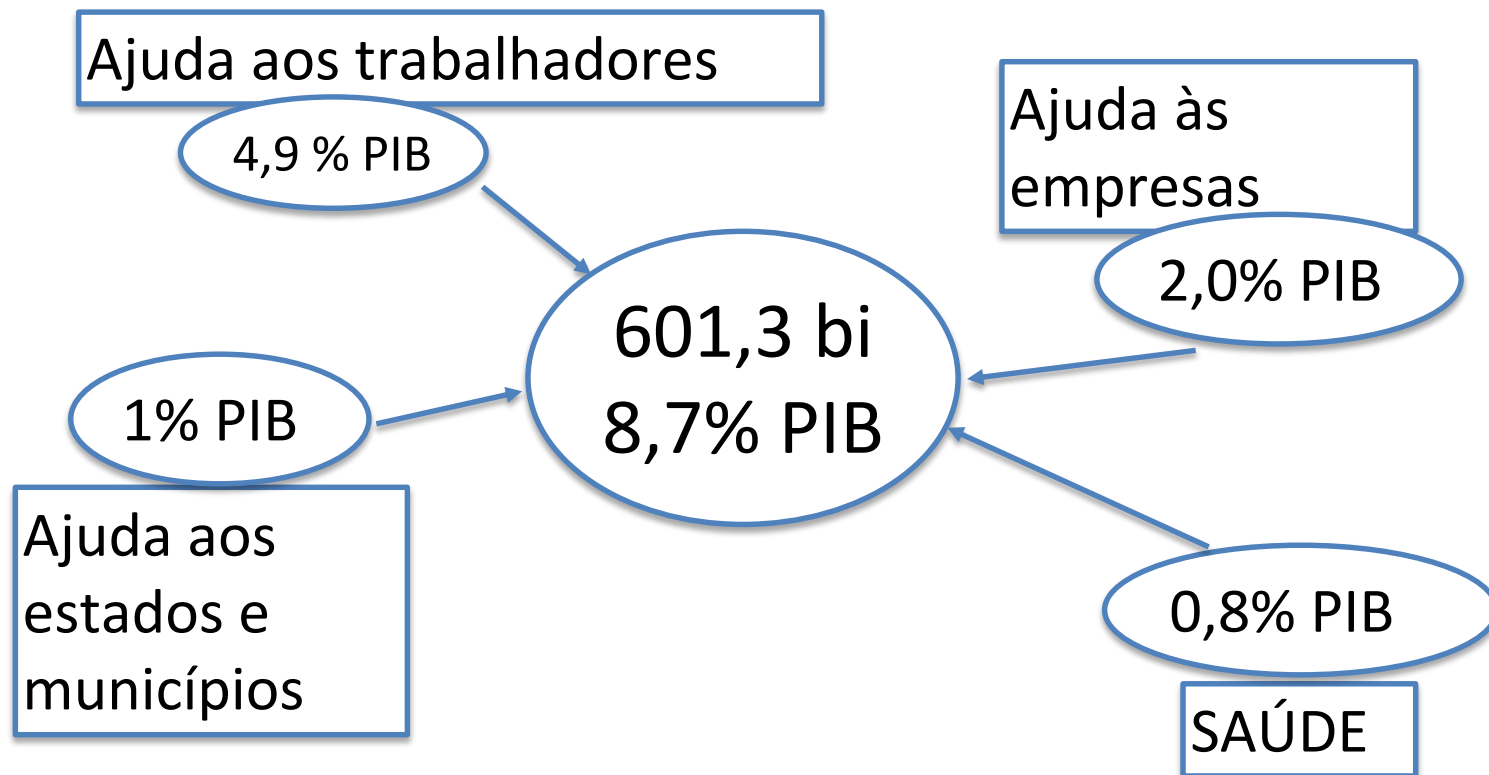 Ajuda aos trabalhadores
4,9 % PIB
Ajuda às
empresas
2,0% PIB
601,3 bi
8,7% PIB
1% PIB
Ajuda aos
estados e
municípios
0,8% PIB
SAÚDE